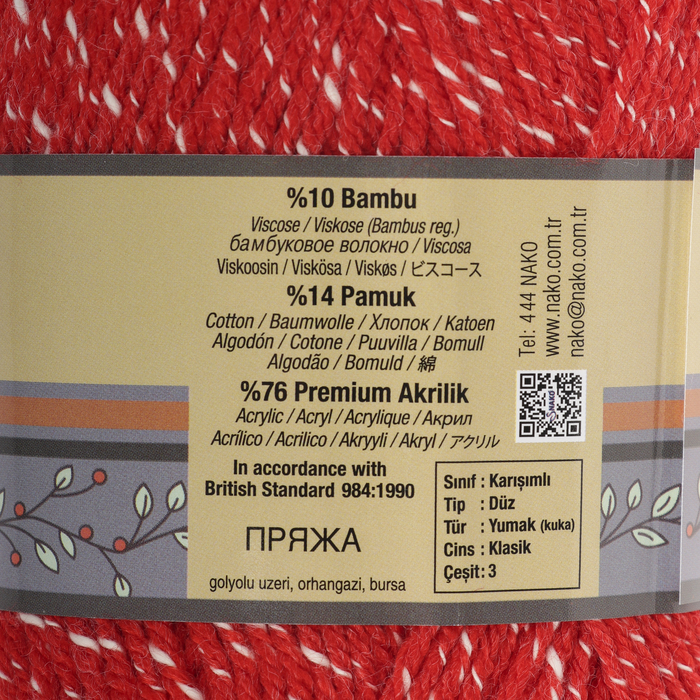 %10 Bambu
Viscose / Viskose (Bambus reg.)
бамбуковое волокно / Viscosa
Viskoosin / Viskösa / Viskøs / ビスコース
%14 Pamuk
Cotton / Baumwolle / Хлопок / Katoen
Algodón / Cotone / Puuvilla / Bomull
Algodão / Bomuld / 綿
%76 Premium Akrilik
Acrylic / Acryl / Acrylique / Акрил
Acrílico / Acrilico / Akryyli / Akryl / アクリル
In accordance with
British Standard 984:1990
ПРЯЖА
golyolu uzeri, orhangazi, bursa
Tel: 4 44 NAKO
www.nako.com.tr
nako@nako.com.tr
NAKO
Sınıf : Karışımlı
Tip : Düz
Tür : Yumak (kuka)
Cins : Klasik
Çeşit : 3